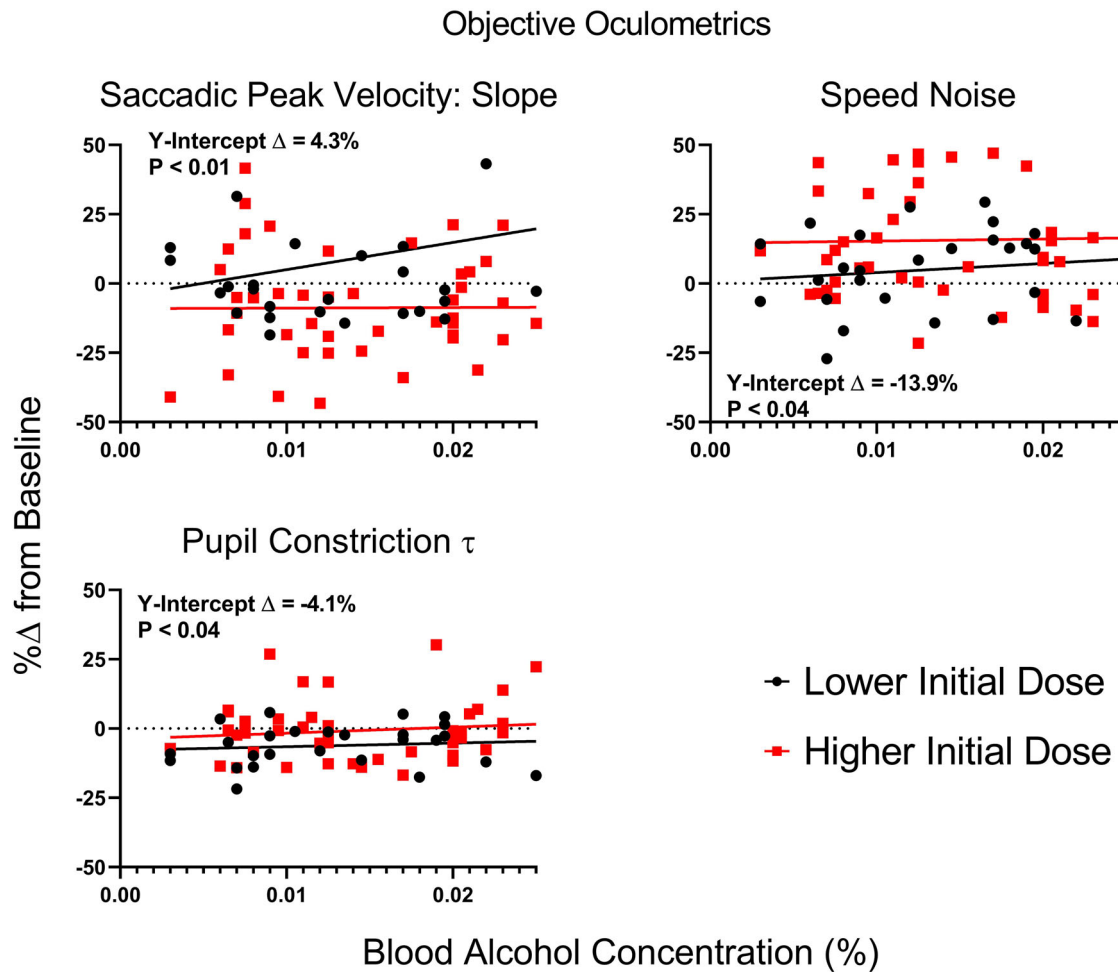 Objective Oculometrics
Saccadic Peak Velocity: Slope
Y-Intercept Δ = 4.3%
P < 0.01
50
25
0
-25
-50
0.00
0.01
0.02
Speed Noise
50
25
0
-25
-50
Y-Intercept Δ = -13.9%
P < 0.04
0.00
0.01
0.02
Pupil Constriction τ
Y-Intercept Δ = -4.1%
P < 0.04
50
25
0
-25
-50
0.00
0.01
0.02
%Δ from Baseline
Lower Initial Dose
Higher Initial Dose
Blood Alcohol Concentration (%)